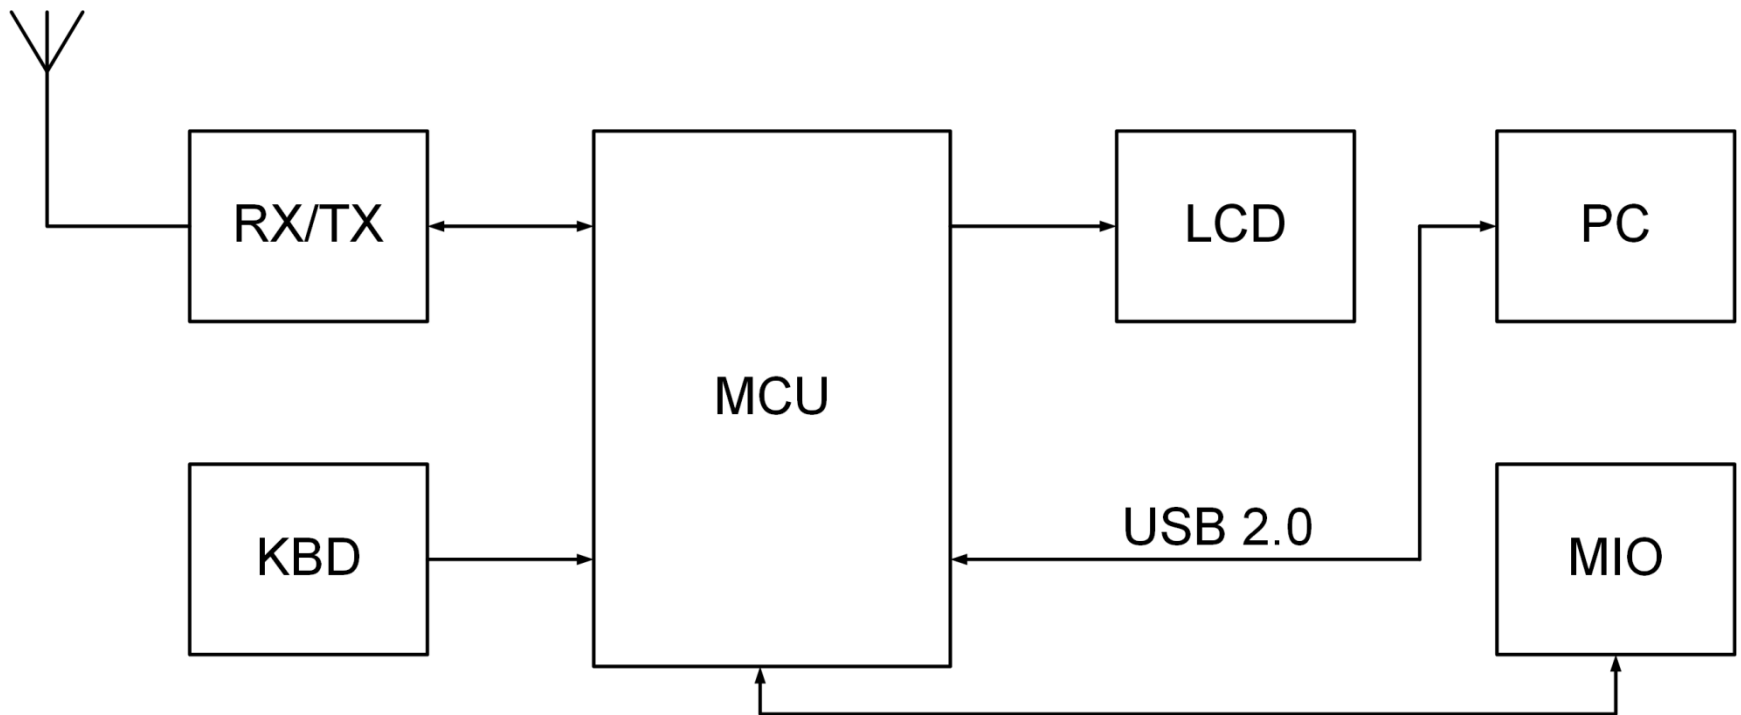 RX/TX
LCD
PC
MCU
USB 2.0
KBD
MIO